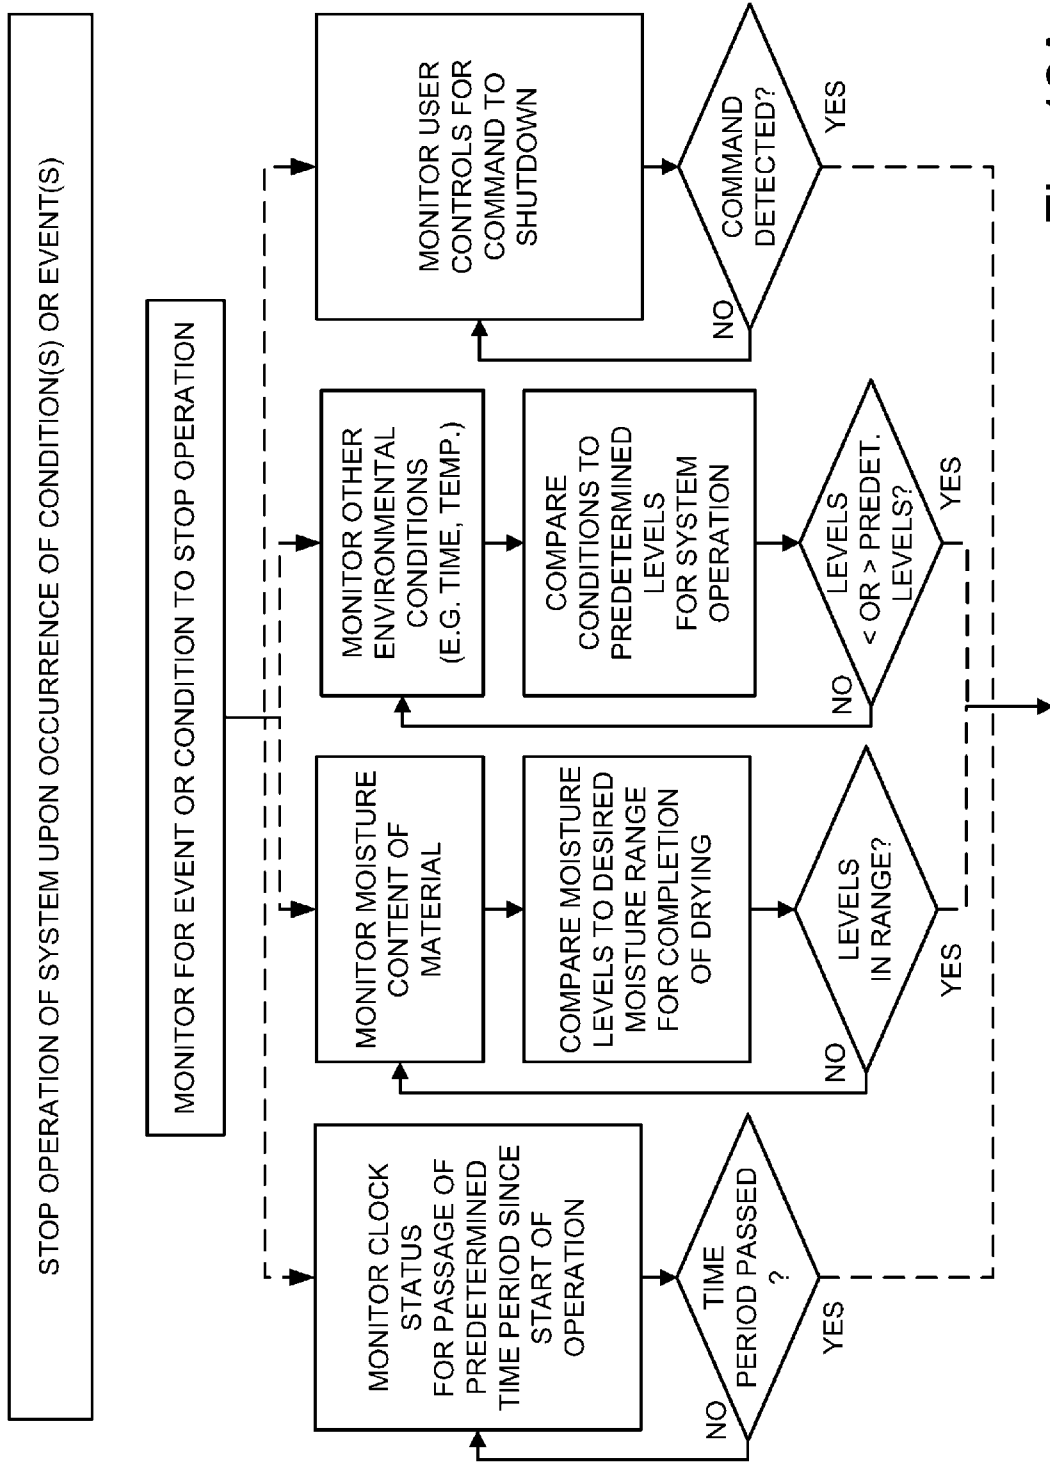 STOP OPERATION OF SYSTEM UPON OCCURRENCE OF CONDITION(S) OR EVENT(S)
MONITOR FOR EVENT OR CONDITION TO STOP OPERATION
MONITOR CLOCK
STATUS
FOR PASSAGE OF
PREDETERMINED
TIME PERIOD SINCE
START OF
OPERATION
TIME
PERIOD PASSED
?
NO
YES
MONITOR MOISTURE
CONTENT OF
MATERIAL
COMPARE MOISTURE
LEVELS TO DESIRED
MOISTURE RANGE
FOR COMPLETION
OF DRYING
LEVELS
IN RANGE?
NO
YES
MONITOR OTHER
ENVIRONMENTAL
CONDITIONS
(E.G. TIME, TEMP.)
COMPARE
CONDITIONS TO
PREDETERMINED
LEVELS
FOR SYSTEM
OPERATION
LEVELS
< OR > PREDET.
LEVELS?
NO
YES
MONITOR USER
CONTROLS FOR
COMMAND TO
SHUTDOWN
COMMAND
DETECTED?
NO
YES